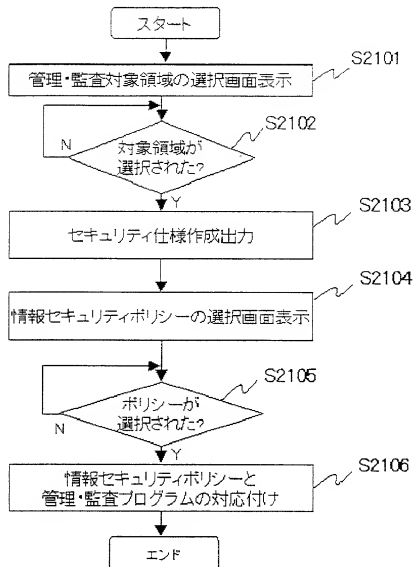 スタート
S2101
管理・監査対象領域の選択画面表示
S2102
対象領域が
選択された?
N
Y
S2103
セキュリティ仕様作成出力
S2104
情報セキュリティポリシーの選択画面表示
S2105
ポリシーが
選択された?
N
Y
S2106
情報セキュリティポリシーと
管理・監査プログラムの対応付け
エンド